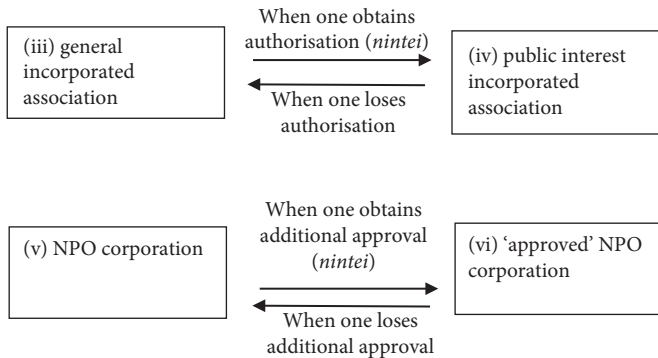 (iii) general
incorporated
association
When one obtains
authorisation (nintei)
When one loses
authorisation
(iv) public interest
incorporated
association
(v) NPO corporation
When one obtains
additional approval
(nintei)
When one loses
additional approval
(vi) ‘approved’ NPO
corporation